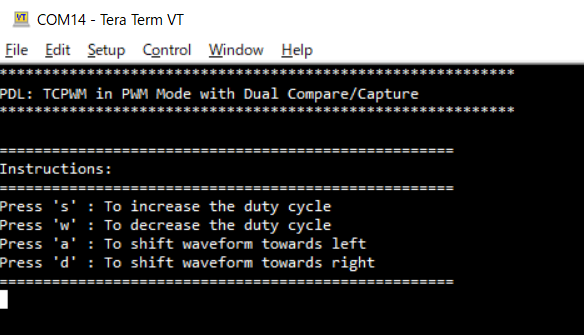 VT COM14 - Tera Term VT
File Edit Setup Control Window Help
**************************************************************
PDL: TCPWM in PWM Mode with Dual Compare/Capture
**************************************************************
======================================================
Instructions:
======================================================
Press 's' : To increase the duty cycle
Press 'w' : To decrease the duty cycle
Press 'a' : To shift waveform towards left
Press 'd' : To shift waveform towards right
======================================================